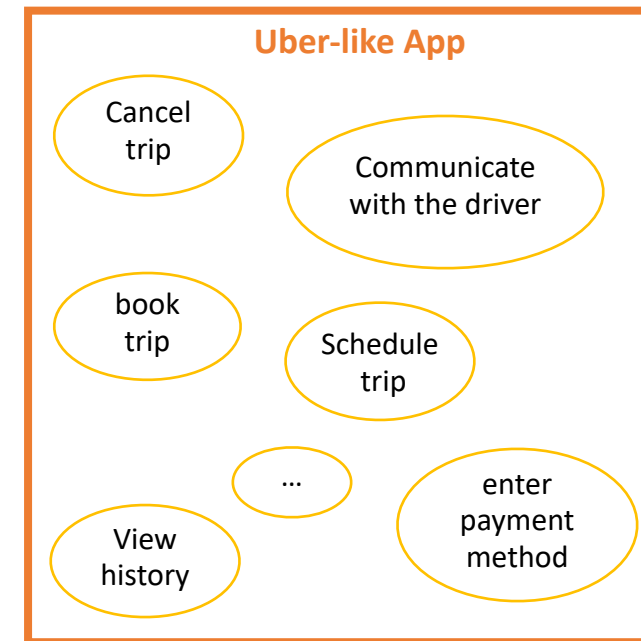 Uber-like App
Cancel
trip
Communicate
with the driver
book
trip
Schedule
trip
...
enter
payment
method
View
history